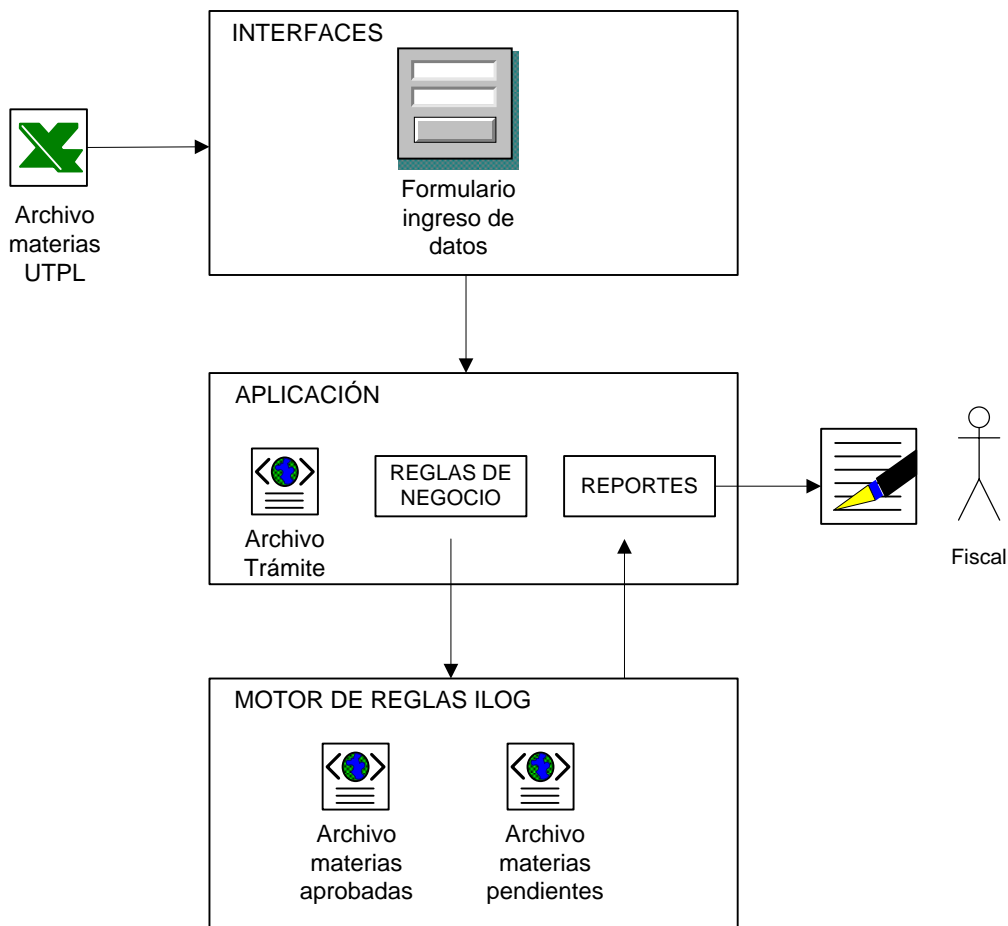 INTERFACES
Formulario
ingreso de
datos
Archivo
materias
UTPL
APLICACIÓN
Archivo
Trámite
REGLAS DE
NEGOCIO
REPORTES
Fiscal
MOTOR DE REGLAS ILOG
Archivo
materias
aprobadas
Archivo
materias
pendientes